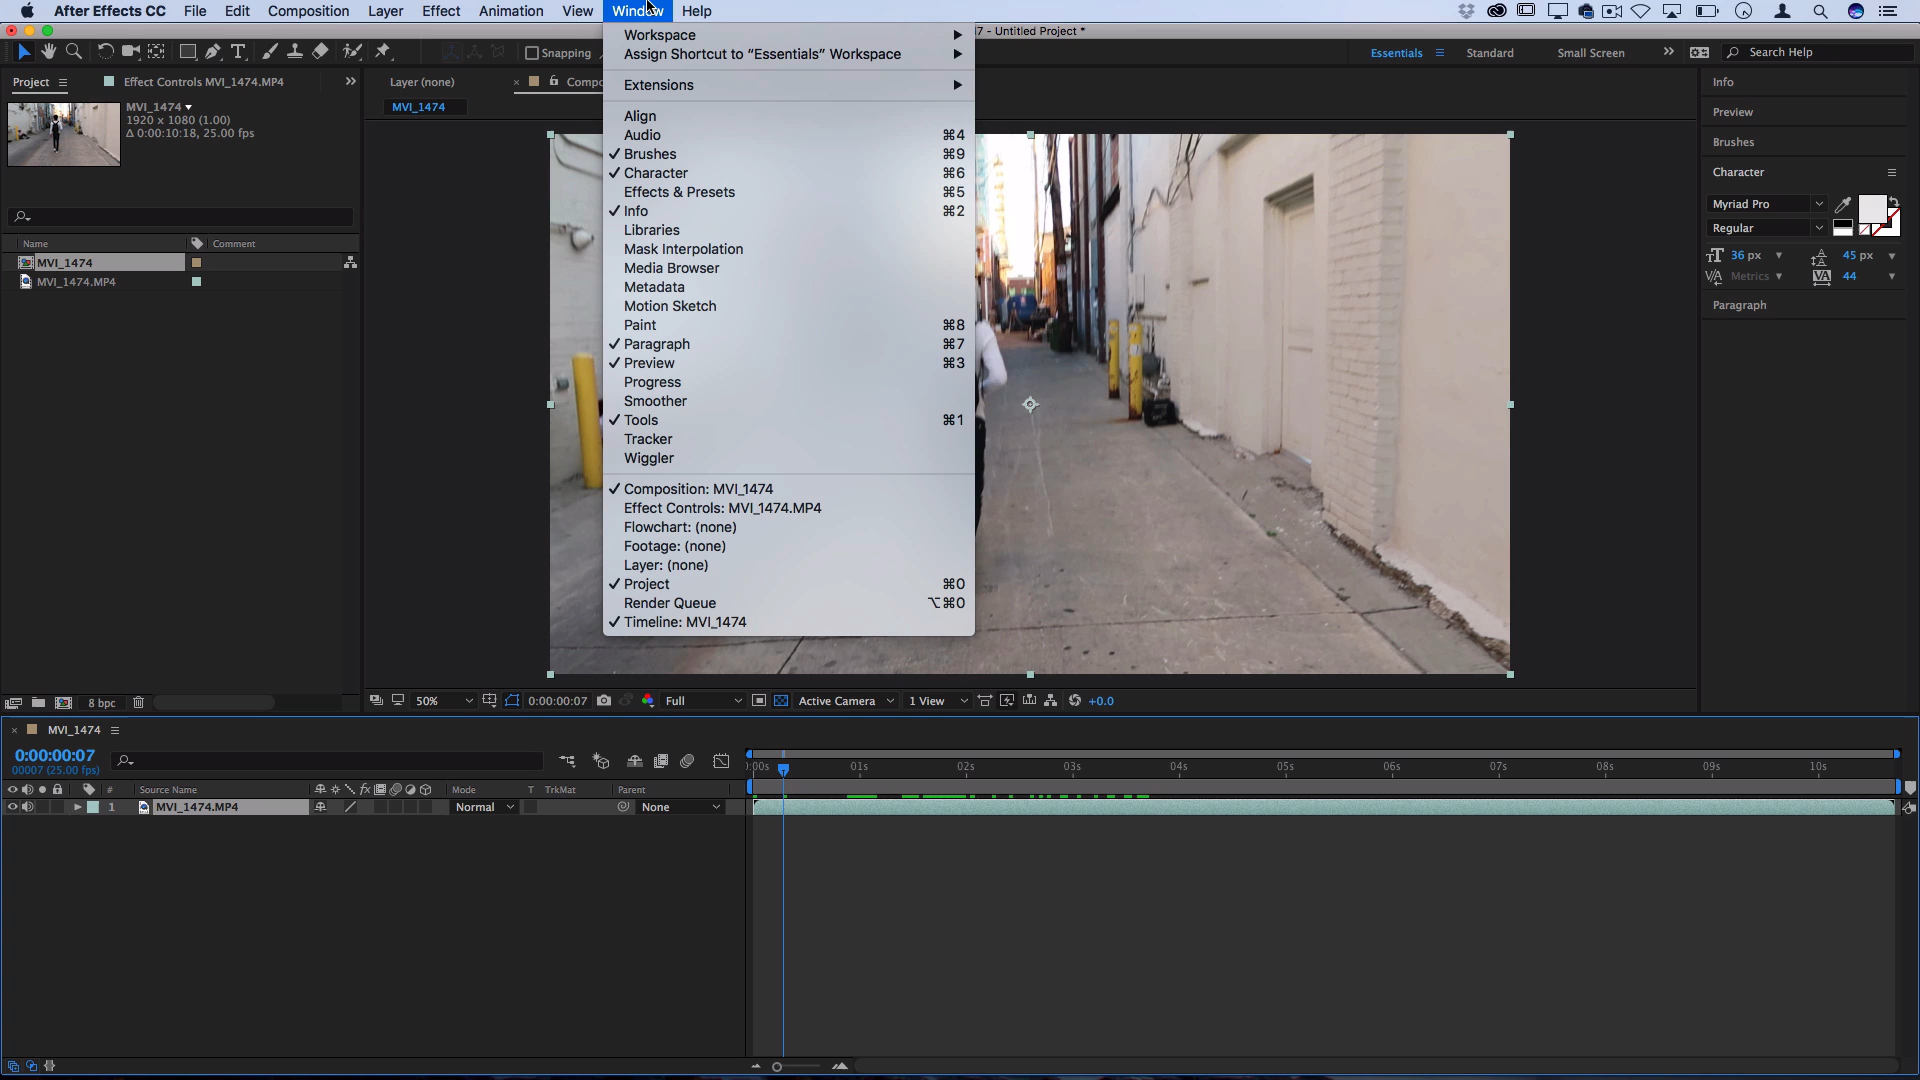 After Effects CC File Edit Composition Layer Effect Animation View Window Help
7 - Untitled Project *
Snapping
Essentials Standard Small Screen » Search Help
Project Effect Controls MVI_1474.MP4 »
MVI_1474
1920 x 1080 (1.00)
Δ 0:00:10:18, 25.00 fps
Name Comment
MVI_1474
MVI_1474.MP4
8 bpc
Layer (none) × Compo
MVI_1474
Workspace
Assign Shortcut to “Essentials” Workspace
Extensions
Align
Audio ⌘4
✓ Brushes ⌘9
✓ Character ⌘6
Effects & Presets ⌘5
✓ Info ⌘2
Libraries
Mask Interpolation
Media Browser
Metadata
Motion Sketch
Paint ⌘8
✓ Paragraph ⌘7
✓ Preview ⌘3
Progress
Smoother
✓ Tools ⌘1
Tracker
Wiggler
✓ Composition: MVI_1474
Effect Controls: MVI_1474.MP4
Flowchart: (none)
Footage: (none)
Layer: (none)
✓ Project ⌘0
Render Queue ⌥⌘0
✓ Timeline: MVI_1474
50% 0:00:00:07 Full Active Camera 1 View +0.0
Info
Preview
Brushes
Character
Myriad Pro
Regular
36 px 45 px
Metrics 44
Paragraph
× MVI_1474
0:00:00:07
00007 (25.00 fps)
# Source Name fx Mode T TrkMat Parent
1 MVI_1474.MP4 Normal None
:00s 01s 02s 03s 04s 05s 06s 07s 08s 09s 10s